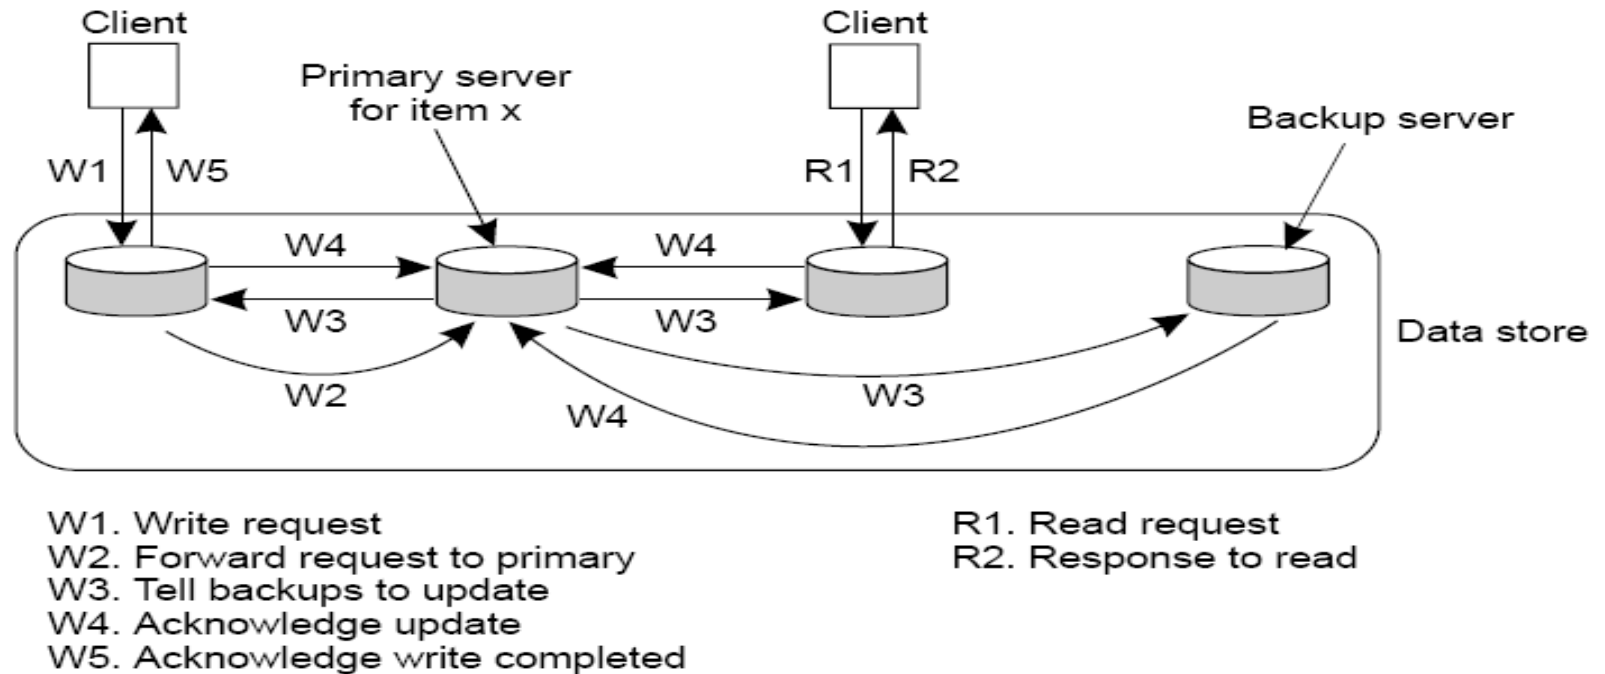 Client
Client
Primary server
for item x
Backup server
W1
W5
R1
R2
W4
W4
W3
W3
Data store
W2
W3
W4
W1. Write request
W2. Forward request to primary
W3. Tell backups to update
W4. Acknowledge update
W5. Acknowledge write completed
R1. Read request
R2. Response to read